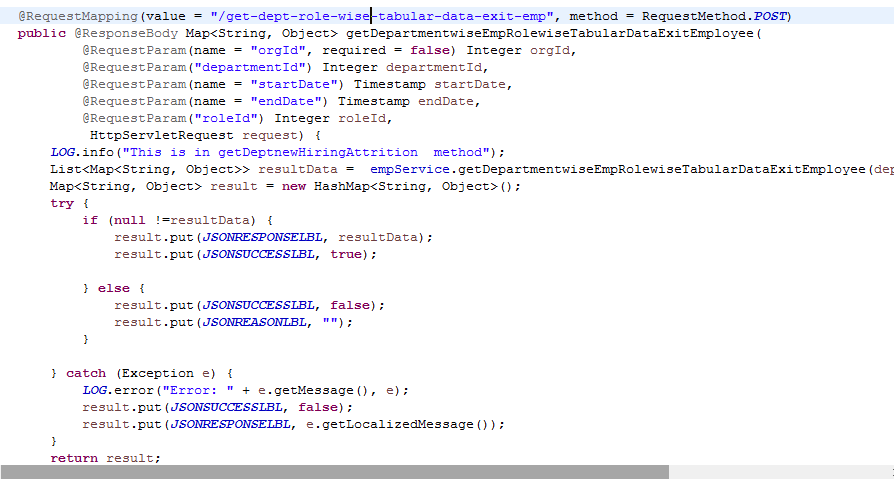 @RequestMapping(value = "/get-dept-role-wise-tabular-data-exit-emp", method = RequestMethod.POST)
public @ResponseBody Map<String, Object> getDepartmentwiseEmpRolewiseTabularDataExitEmployee(
@RequestParam(name = "orgId", required = false) Integer orgId,
@RequestParam("departmentId") Integer departmentId,
@RequestParam(name = "startDate") Timestamp startDate,
@RequestParam(name = "endDate") Timestamp endDate,
@RequestParam("roleId") Integer roleId,
HttpServletRequest request) {
LOG.info("This is in getDeptnewHiringAttrition  method");
List<Map<String, Object>> resultData =  empService.getDepartmentwiseEmpRolewiseTabularDataExitEmployee(dep
Map<String, Object> result = new HashMap<String, Object>();
try {
if (null !=resultData) {
result.put(JSONRESPONSELBL, resultData);
result.put(JSONSUCCESSLBL, true);
} else {
result.put(JSONSUCCESSLBL, false);
result.put(JSONREASONLBL, "");
}
} catch (Exception e) {
LOG.error("Error: " + e.getMessage(), e);
result.put(JSONSUCCESSLBL, false);
result.put(JSONRESPONSELBL, e.getLocalizedMessage());
}
return result;